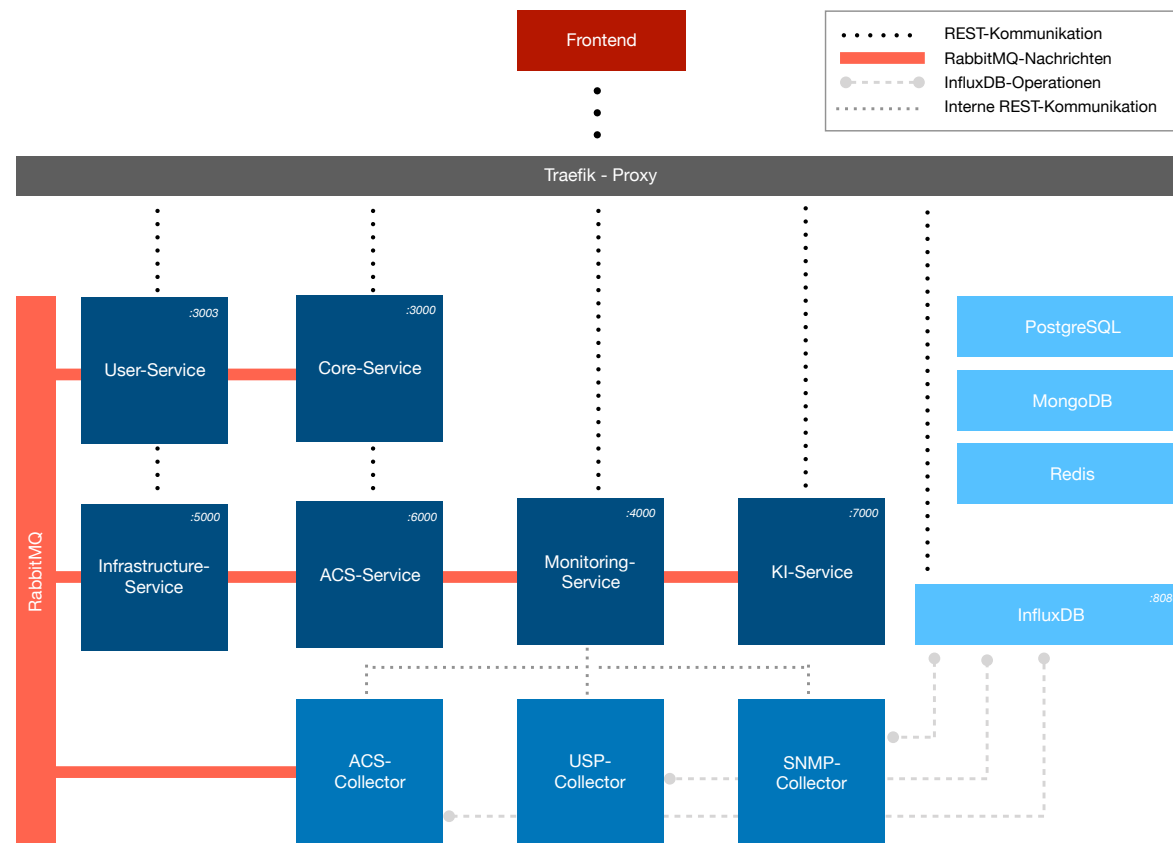 Frontend
REST-Kommunikation
RabbitMQ-Nachrichten
InfluxDB-Operationen
Interne REST-Kommunikation
Traefik - Proxy
RabbitMQ
:3003
User-Service
:3000
Core-Service
PostgreSQL
MongoDB
Redis
:5000
Infrastructure-
Service
:6000
ACS-Service
:4000
Monitoring-
Service
:7000
KI-Service
:808
InfluxDB
ACS-
Collector
USP-
Collector
SNMP-
Collector